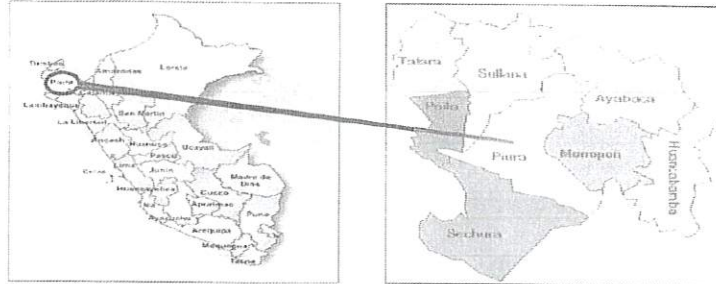 Tumbes
Piura
Amazonas
Loreto
Lambayeque
San Martin
La Libertad
Ancash
Huanuco
Ucayali
Pasco
Lima
Junin
Madre de
Dios
Cusco
Ica
Apurimac
Puno
Ayacucho
Arequipa
Moquegua
Tacna
Talara
Sullana
Paita
Ayabaca
Piura
Morropon
Huancabamba
Sechura